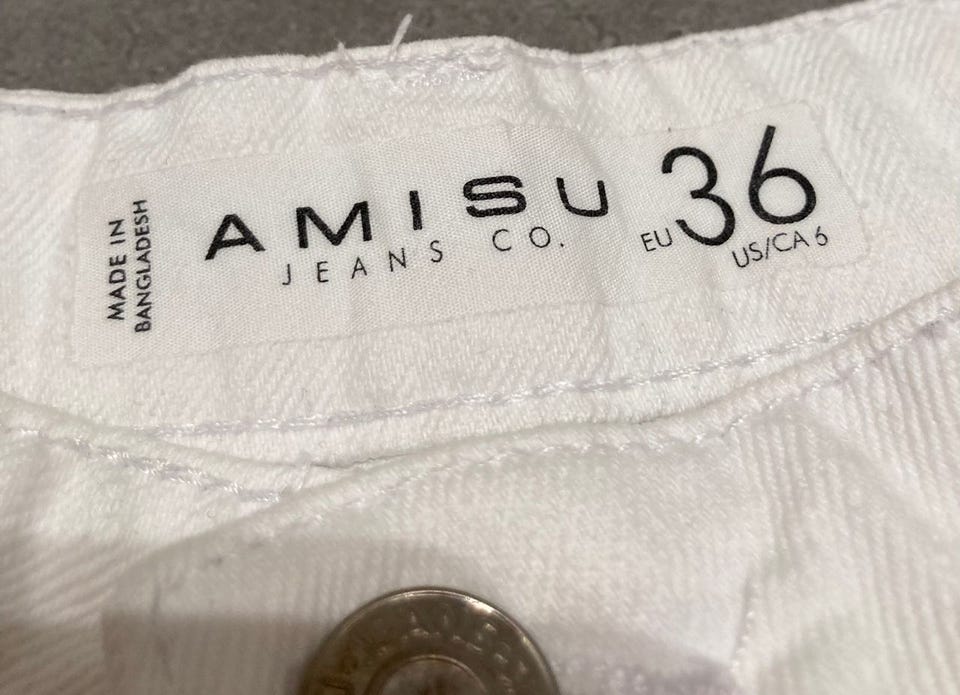 MADE IN
BANGLADESH
AMISU
JEANS CO.
EU 36
US/CA 6